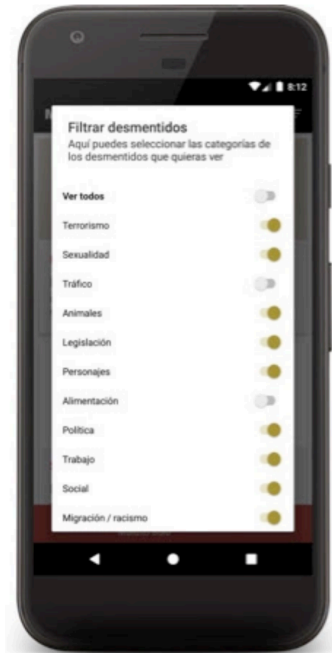 8:12
Filtrar desmentidos
Aquí puedes seleccionar las categorías de
los desmentidos que quieras ver
Ver todos
Terrorismo
Sexualidad
Tráfico
Animales
Legislación
Personajes
Alimentación
Política
Trabajo
Social
Migración / racismo